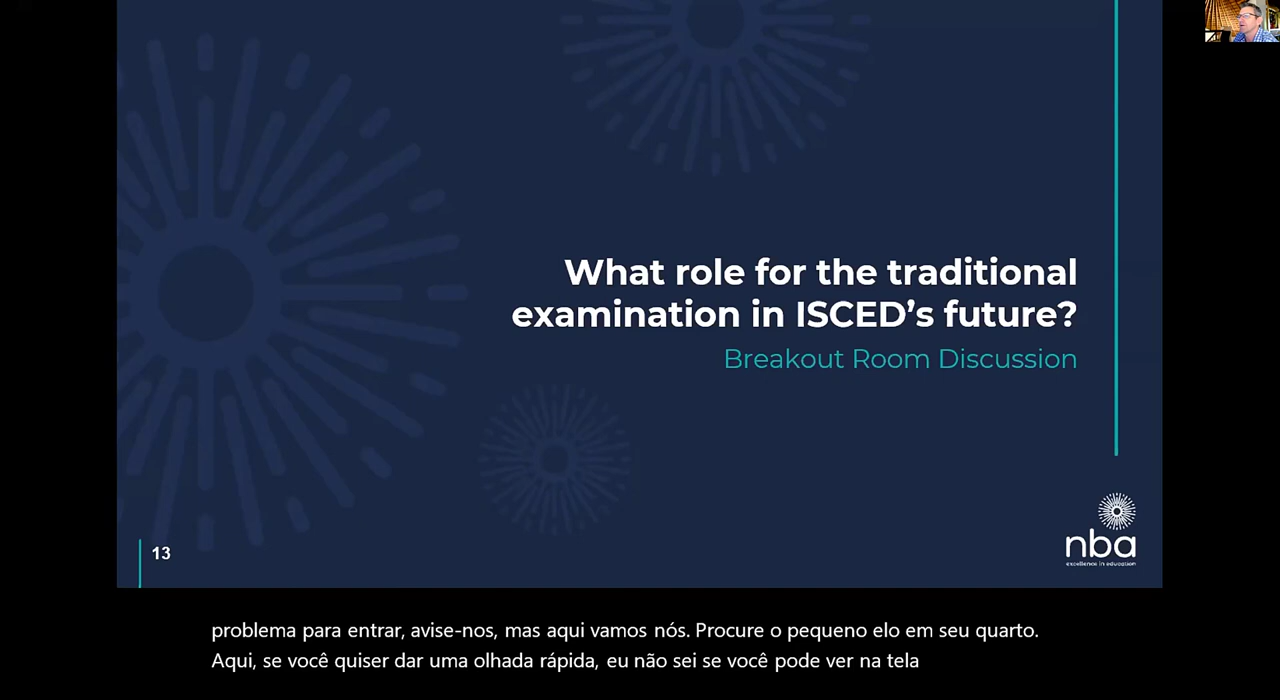 What role for the traditional
examination in ISCED's future?
Breakout Room Discussion
nba
excellence in education
13
problema para entrar, avise-nos, mas aqui vamos nós. Procure o pequeno elo em seu quarto.
Aqui, se você quiser dar uma olhada rápida, eu não sei se você pode ver na tela